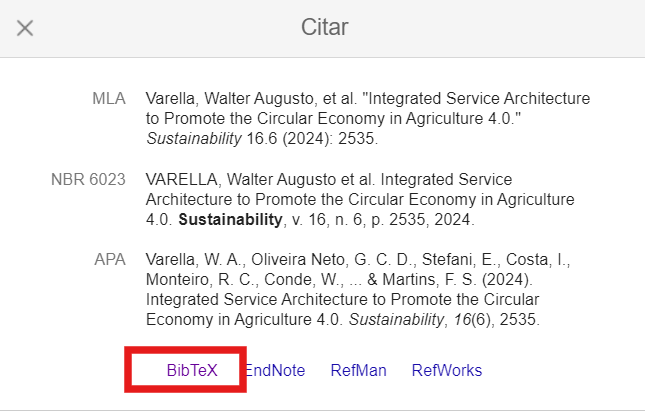 Citar
MLA Varella, Walter Augusto, et al. "Integrated Service Architecture
to Promote the Circular Economy in Agriculture 4.0."
Sustainability 16.6 (2024): 2535.
NBR 6023 VARELLA, Walter Augusto et al. Integrated Service
Architecture to Promote the Circular Economy in Agriculture
4.0. Sustainability, v. 16, n. 6, p. 2535, 2024.
APA Varella, W. A., Oliveira Neto, G. C. D., Stefani, E., Costa, I.,
Monteiro, R. C., Conde, W., ... & Martins, F. S. (2024).
Integrated Service Architecture to Promote the Circular
Economy in Agriculture 4.0. Sustainability, 16(6), 2535.
BibTeX EndNote RefMan RefWorks